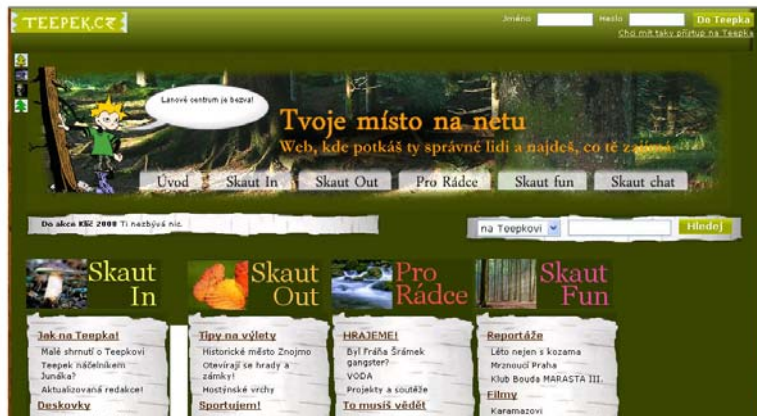 TEEPEK.CZ
Jméno Heslo Do Teepka
Chci mít taky přístup na Teepka
Lanové centrum je bezva!
Tvoje místo na netu
Web, kde potkáš ty správné lidi a najdeš, co tě zajímá.
Úvod Skaut In Skaut Out Pro Rádce Skaut fun Skaut chat
Do akce Klíč 2008 Ti nezbývá nic.
na Teepkovi Hledej
Skaut In
Skaut Out
Pro Rádce
Skaut Fun
Jak na Teepka!
Malé shrnutí o Teepkovi
Teepek náčelníkem
Junáka?
Aktualizovaná redakce!
Deskovky
Tipy na výlety
Historické město Znojmo
Otevírají se hrady a
zámky!
Hostýnské vrchy
Sportujem!
HRAJEME!
Byl Fráňa Šrámek
gangster?
VODA
Projekty a soutěže
To musíš vědět
Reportáže
Léto nejen s kozama
Mrznoucí Praha
Klub Bouda MARASTA III.
Filmy
Karamazovi